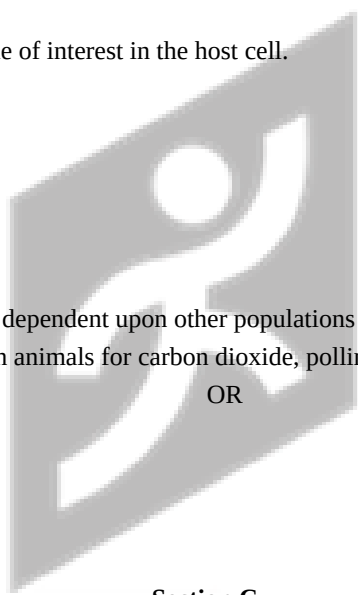 e of interest in the host cell.
dependent upon other populations
n animals for carbon dioxide, pollin
OR
Section C